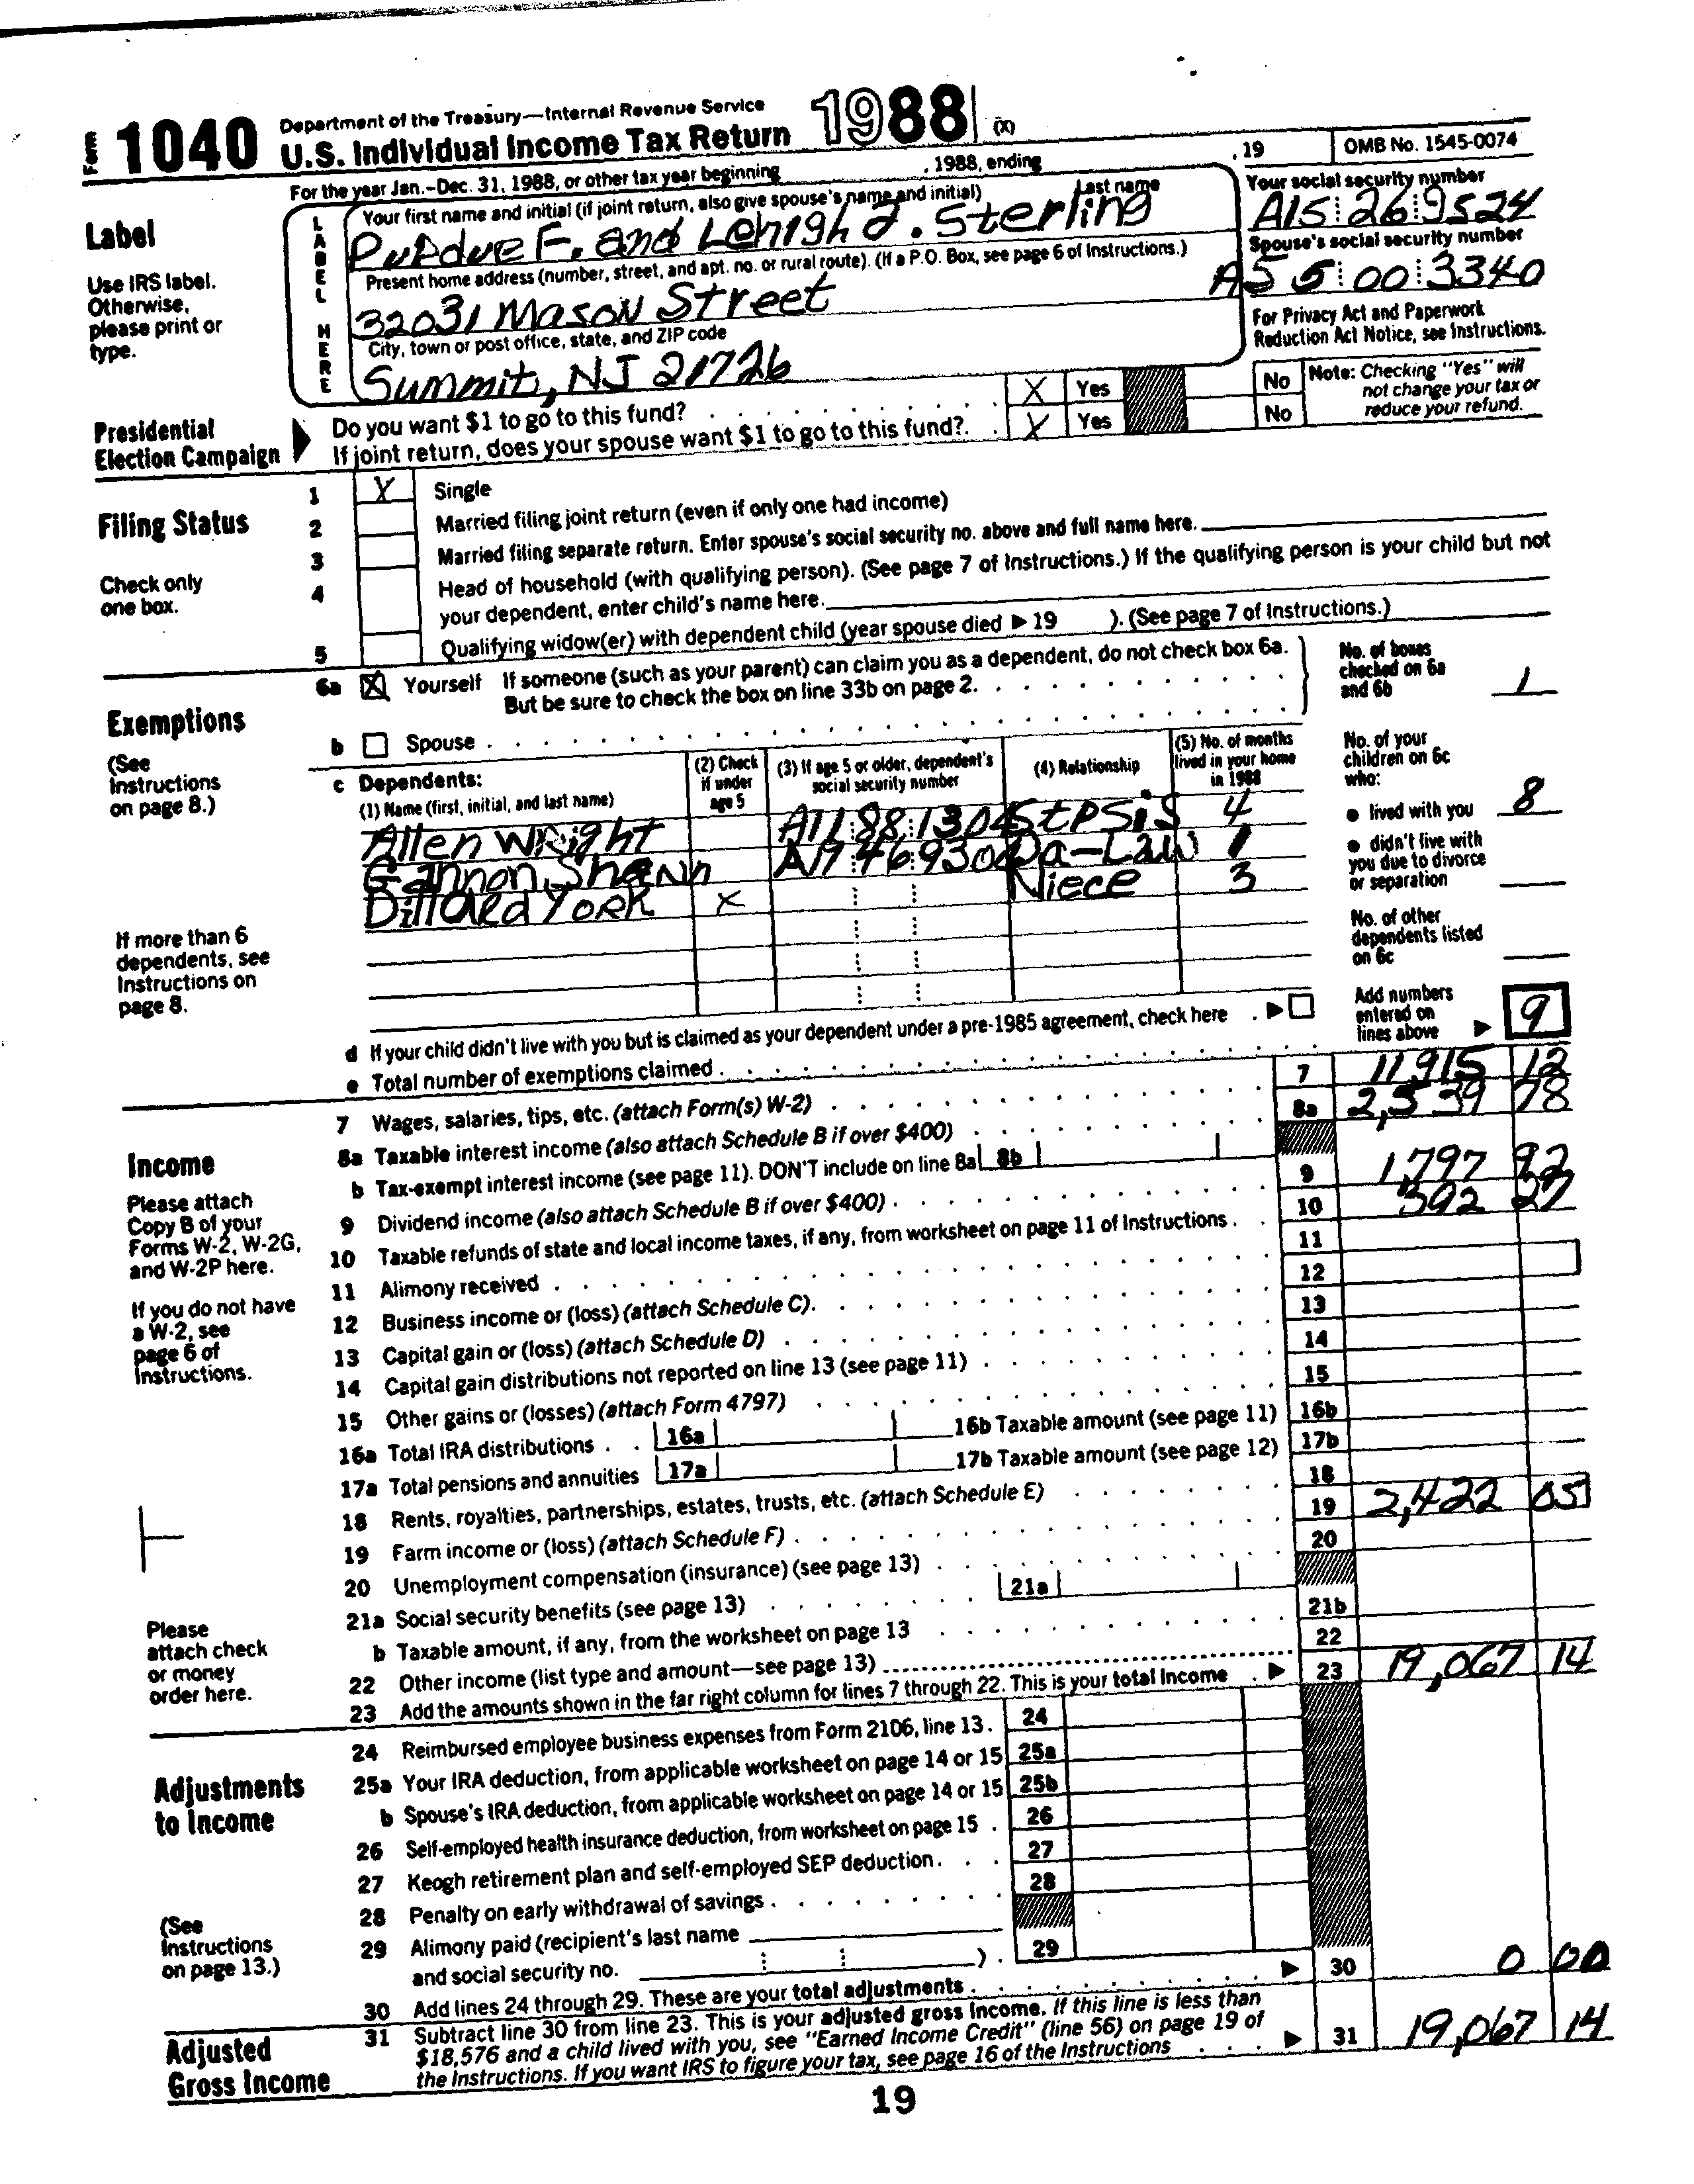 Form 1040 Department of the Treasury—Internal Revenue Service
U.S. Individual Income Tax Return 1988 (X)
For the year Jan.-Dec. 31, 1988, or other tax year beginning , 1988, ending , 19 OMB No. 1545-0074
Label
Use IRS label.
Otherwise,
please print or
type.
LABEL HERE
Your first name and initial (if joint return, also give spouse's name and initial) Last name
Purdue F. and Lehigh J. Sterling
Your social security number
A15 26 9524
Present home address (number, street, and apt. no. or rural route). (If a P.O. Box, see page 6 of Instructions.)
32031 Mason Street
Spouse's social security number
A55 00 3340
City, town or post office, state, and ZIP code
Summit, NJ 21726
For Privacy Act and Paperwork
Reduction Act Notice, see Instructions.
Presidential
Election Campaign
Do you want $1 to go to this fund? X Yes No
If joint return, does your spouse want $1 to go to this fund? X Yes No
Note: Checking "Yes" will
not change your tax or
reduce your refund.
Filing Status
Check only
one box.
1 X Single
2 Married filing joint return (even if only one had income)
3 Married filing separate return. Enter spouse's social security no. above and full name here.
4 Head of household (with qualifying person). (See page 7 of Instructions.) If the qualifying person is your child but not
your dependent, enter child's name here.
5 Qualifying widow(er) with dependent child (year spouse died ▶ 19 ). (See page 7 of Instructions.)
Exemptions
(See
Instructions
on page 8.)
6a X Yourself If someone (such as your parent) can claim you as a dependent, do not check box 6a.
But be sure to check the box on line 33b on page 2.
b Spouse
No. of boxes
checked on 6a
and 6b 1
c Dependents:
(1) Name (first, initial, and last name)
(2) Check
if under
age 5
(3) If age 5 or older, dependent's
social security number
(4) Relationship
(5) No. of months
lived in your home
in 1988
Allen Wright A11 88 1304 StpSis 4
Gannon, Shawn A17 46 9306 Da-Law 1
Dillard York X Niece 3
No. of your
children on 6c
who:
● lived with you 8
● didn't live with
you due to divorce
or separation
No. of other
dependents listed
on 6c
If more than 6
dependents, see
Instructions on
page 8.
d If your child didn't live with you but is claimed as your dependent under a pre-1985 agreement, check here . ▶
e Total number of exemptions claimed
Add numbers
entered on
lines above ▶ 9
Income
Please attach
Copy B of your
Forms W-2, W-2G,
and W-2P here.
If you do not have
a W-2, see
page 6 of
Instructions.
Please
attach check
or money
order here.
7 Wages, salaries, tips, etc. (attach Form(s) W-2) 7 11,915 12
8a Taxable interest income (also attach Schedule B if over $400) 8a 2,539 78
b Tax-exempt interest income (see page 11). DON'T include on line 8a 8b
9 Dividend income (also attach Schedule B if over $400) 9 1,797 92
10 Taxable refunds of state and local income taxes, if any, from worksheet on page 11 of Instructions 10 392 27
11 Alimony received 11
12 Business income or (loss) (attach Schedule C) 12
13 Capital gain or (loss) (attach Schedule D) 13
14 Capital gain distributions not reported on line 13 (see page 11) 14
15 Other gains or (losses) (attach Form 4797) 15
16a Total IRA distributions 16a 16b Taxable amount (see page 11) 16b
17a Total pensions and annuities 17a 17b Taxable amount (see page 12) 17b
18 Rents, royalties, partnerships, estates, trusts, etc. (attach Schedule E) 18
19 Farm income or (loss) (attach Schedule F) 19 2,422 05
20 Unemployment compensation (insurance) (see page 13) 20
21a Social security benefits (see page 13) 21a
b Taxable amount, if any, from the worksheet on page 13 21b
22 Other income (list type and amount—see page 13) 22
23 Add the amounts shown in the far right column for lines 7 through 22. This is your total income ▶ 23 19,067 14
Adjustments
to Income
(See
Instructions
on page 13.)
24 Reimbursed employee business expenses from Form 2106, line 13 24
25a Your IRA deduction, from applicable worksheet on page 14 or 15 25a
b Spouse's IRA deduction, from applicable worksheet on page 14 or 15 25b
26 Self-employed health insurance deduction, from worksheet on page 15 26
27 Keogh retirement plan and self-employed SEP deduction 27
28 Penalty on early withdrawal of savings 28
29 Alimony paid (recipient's last name
and social security no. ) 29
30 Add lines 24 through 29. These are your total adjustments ▶ 30 0 00
Adjusted
Gross Income
31 Subtract line 30 from line 23. This is your adjusted gross income. If this line is less than
$18,576 and a child lived with you, see "Earned Income Credit" (line 56) on page 19 of
the Instructions. If you want IRS to figure your tax, see page 16 of the Instructions ▶ 31 19,067 14
19